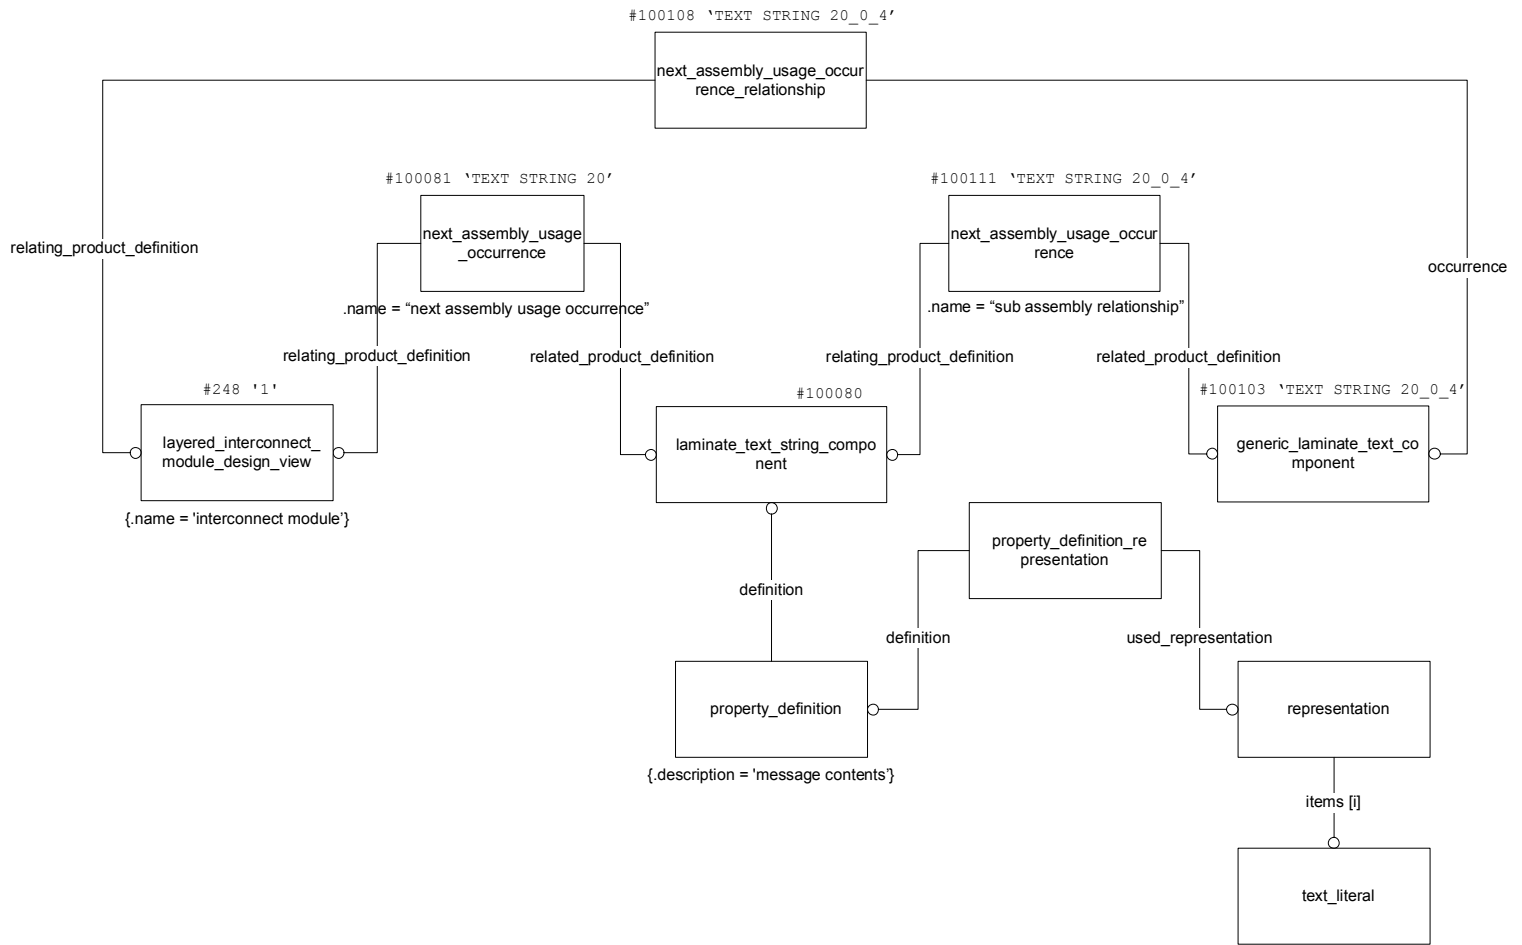 #100108 ‘TEXT STRING 20_0_4’
next_assembly_usage_occur
rence_relationship
#100081 ‘TEXT STRING 20’
#100111 ‘TEXT STRING 20_0_4’
next_assembly_usage
_occurrence
next_assembly_usage_occur
rence
relating_product_definition
occurrence
.name = “next assembly usage occurrence”
.name = “sub assembly relationship”
relating_product_definition
related_product_definition
relating_product_definition
related_product_definition
#248 '1'
#100080
#100103 ‘TEXT STRING 20_0_4’
layered_interconnect_
module_design_view
laminate_text_string_compo
nent
generic_laminate_text_co
mponent
{.name = 'interconnect module’}
property_definition_re
presentation
definition
definition
used_representation
property_definition
representation
{.description = 'message contents’}
items [i]
text_literal